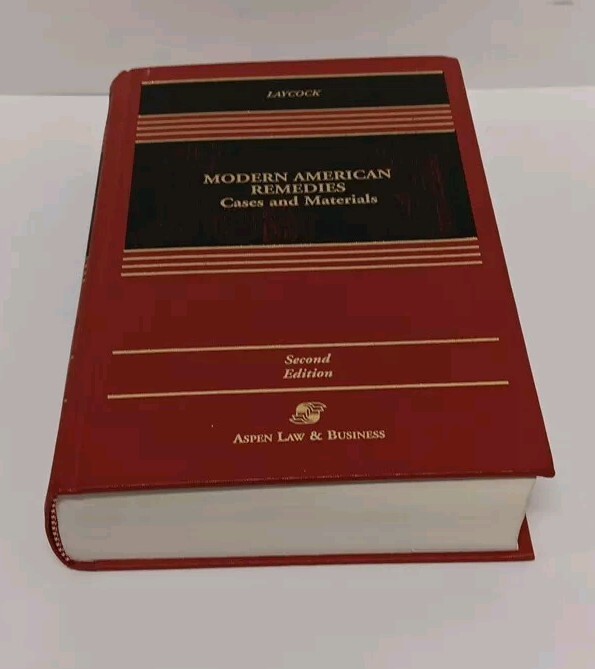 LAYCOCK
MODERN AMERICAN
REMEDIES
Cases and Materials
Second
Edition
ASPEN LAW & BUSINESS